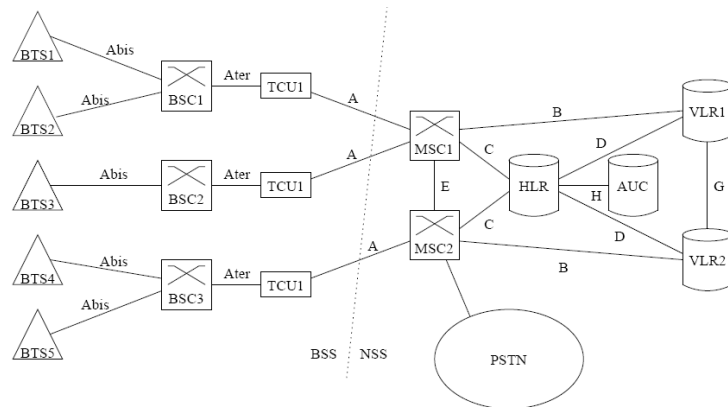 BTS1
Abis
BTS2
Abis
BSC1
Ater
TCU1
A
BTS3
Abis
BSC2
Ater
TCU1
A
BTS4
Abis
BTS5
Abis
BSC3
Ater
TCU1
A
BSS
NSS
MSC1
B
C
E
MSC2
C
B
HLR
D
H
AUC
D
VLR1
G
VLR2
PSTN